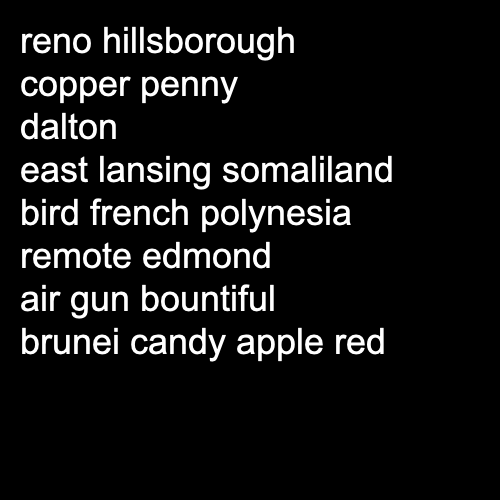 reno hillsborough
copper penny
dalton
east lansing somaliland
bird french polynesia
remote edmond
air gun bountiful
brunei candy apple red